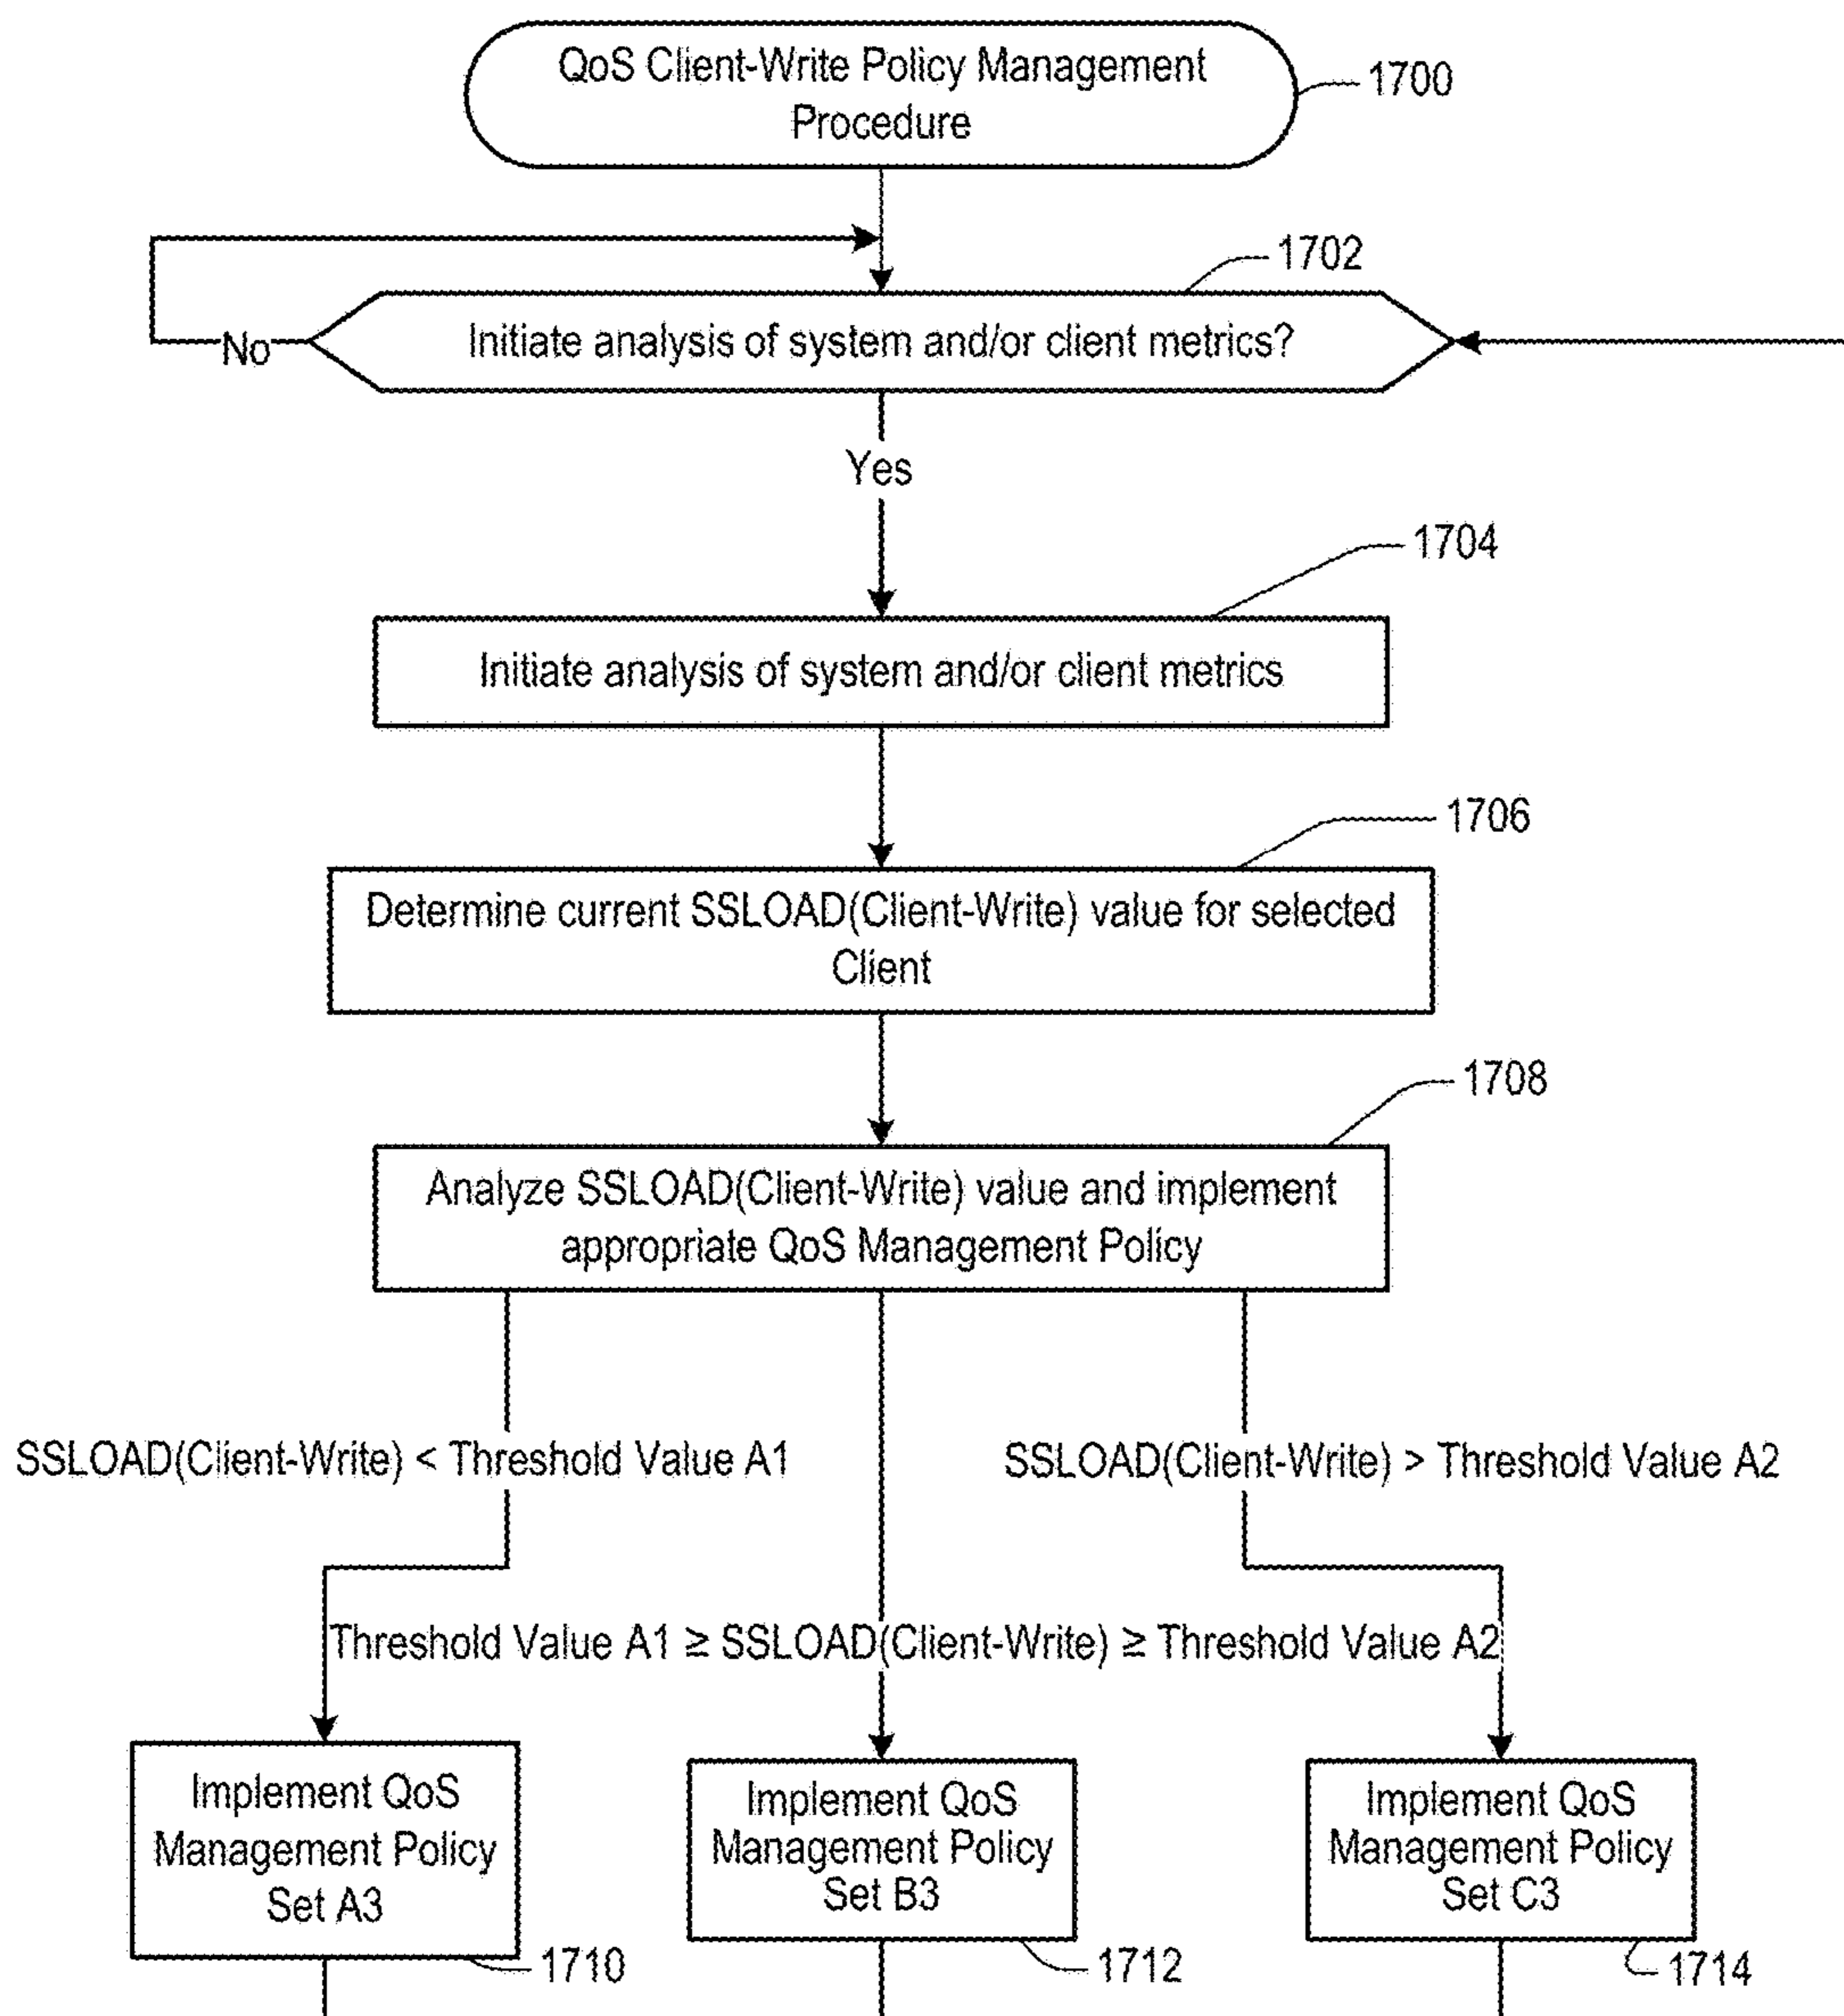 QoS Client-Write Policy Management
Procedure
1700
1702
Initiate analysis of system and/or client metrics?
No
Yes
1704
Initiate analysis of system and/or client metrics
1706
Determine current SSLOAD(Client-Write) value for selected
Client
1708
Analyze SSLOAD(Client-Write) value and implement
appropriate QoS Management Policy
SSLOAD(Client-Write) < Threshold Value A1
SSLOAD(Client-Write) > Threshold Value A2
Threshold Value A1 ≥ SSLOAD(Client-Write) ≥ Threshold Value A2
Implement QoS
Management Policy
Set A3
1710
Implement QoS
Management Policy
Set B3
1712
Implement QoS
Management Policy
Set C3
1714